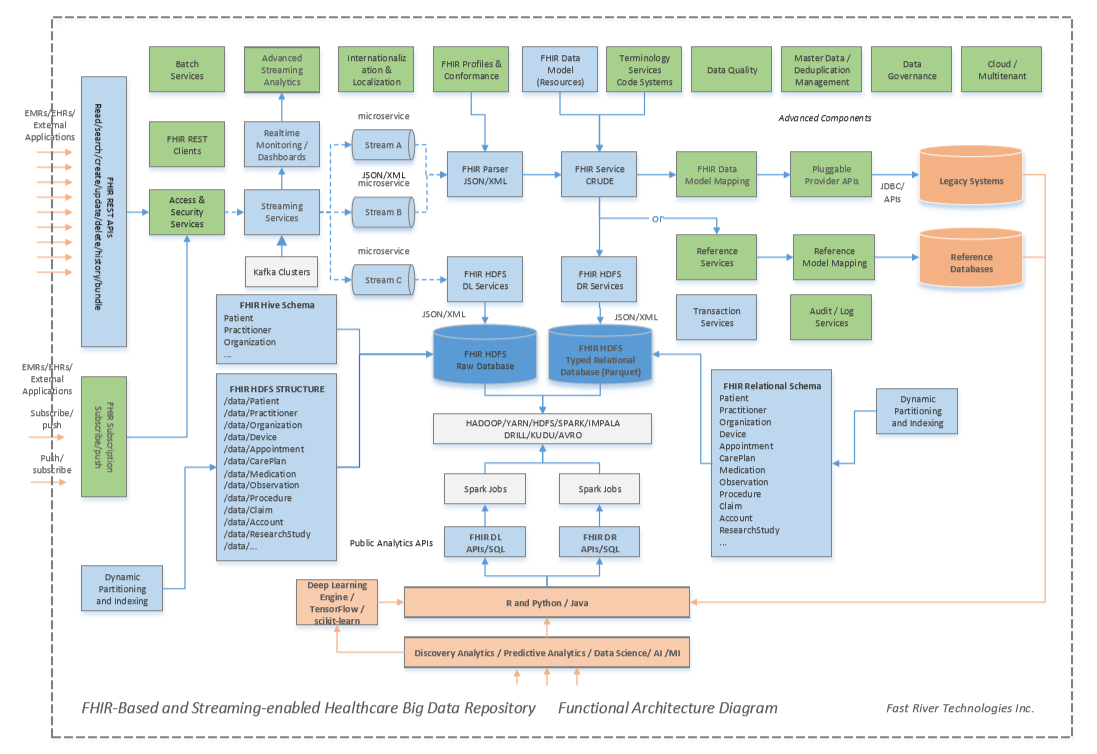 Batch
Services
Advanced
Streaming
Analytics
Internationaliz
ation &
Localization
FHIR Profiles &
Conformance
FHIR Data
Model
(Resources)
Terminology
Services
Code Systems
Data Quality
Master Data /
Deduplication
Management
Data
Governance
Cloud /
Multitenant
Advanced Components
EMRs/EHRs/
External
Applications
FHIR REST APIs
Read/search/create/update/delete/history/bundle
FHIR REST
Clients
Realtime
Monitoring /
Dashboards
microservice
Stream A
JSON/XML
microservice
Stream B
microservice
Stream C
Access &
Security
Services
Streaming
Services
Kafka Clusters
FHIR Parser
JSON/XML
FHIR Service
CRUDE
FHIR Data
Model Mapping
Pluggable
Provider APIs
JDBC/
APIs
Legacy Systems
or
Reference
Services
Reference
Model Mapping
Reference
Databases
FHIR HDFS
DL Services
FHIR HDFS
DR Services
Transaction
Services
Audit / Log
Services
JSON/XML
JSON/XML
FHIR HDFS
Raw Database
FHIR HDFS
Typed Relational
Database (Parquet)
FHIR Hive Schema
Patient
Practitioner
Organization
...
EMRs/EHRs/
External
Applications
Subscribe/
push
Push/
subscribe
FHIR Subscription
Subscribe/push
FHIR HDFS STRUCTURE
/data/Patient
/data/Practitioner
/data/Organization
/data/Device
/data/Appointment
/data/CarePlan
/data/Medication
/data/Observation
/data/Procedure
/data/Claim
/data/Account
/data/ResearchStudy
/data/...
HADOOP/YARN/HDFS/SPARK/IMPALA
DRILL/KUDU/AVRO
Spark Jobs
Spark Jobs
FHIR Relational Schema
Patient
Practitioner
Organization
Device
Appointment
CarePlan
Medication
Observation
Procedure
Claim
Account
ResearchStudy
...
Dynamic
Partitioning
and Indexing
Public Analytics APIs
FHIR DL
APIs/SQL
FHIR DR
APIs/SQL
Dynamic
Partitioning
and Indexing
Deep Learning
Engine /
TensorFlow /
scikit-learn
R and Python / Java
Discovery Analytics / Predictive Analytics / Data Science/ AI /MI
FHIR-Based and Streaming-enabled Healthcare Big Data Repository
Functional Architecture Diagram
Fast River Technologies Inc.